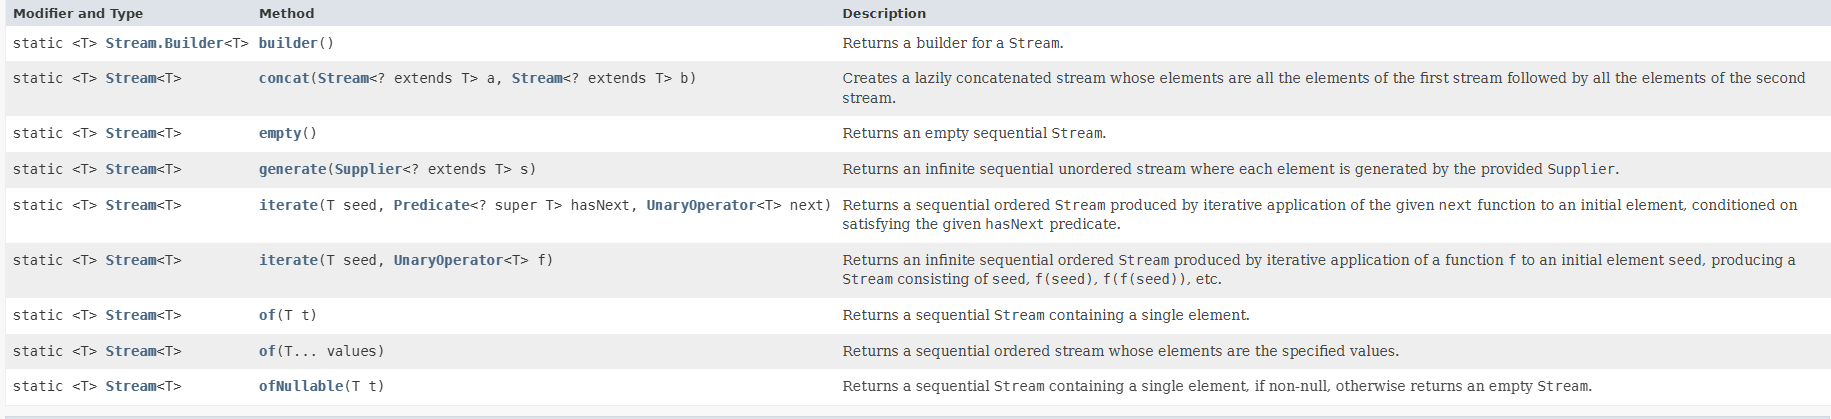 Modifier and Type Method Description
static <T> Stream.Builder<T> builder() Returns a builder for a Stream.
static <T> Stream<T> concat(Stream<? extends T> a, Stream<? extends T> b) Creates a lazily concatenated stream whose elements are all the elements of the first stream followed by all the elements of the second
stream.
static <T> Stream<T> empty() Returns an empty sequential Stream.
static <T> Stream<T> generate(Supplier<? extends T> s) Returns an infinite sequential unordered stream where each element is generated by the provided Supplier.
static <T> Stream<T> iterate(T seed, Predicate<? super T> hasNext, UnaryOperator<T> next) Returns a sequential ordered Stream produced by iterative application of the given next function to an initial element, conditioned on
satisfying the given hasNext predicate.
static <T> Stream<T> iterate(T seed, UnaryOperator<T> f) Returns an infinite sequential ordered Stream produced by iterative application of a function f to an initial element seed, producing a
Stream consisting of seed, f(seed), f(f(seed)), etc.
static <T> Stream<T> of(T t) Returns a sequential Stream containing a single element.
static <T> Stream<T> of(T... values) Returns a sequential ordered stream whose elements are the specified values.
static <T> Stream<T> ofNullable(T t) Returns a sequential Stream containing a single element, if non-null, otherwise returns an empty Stream.